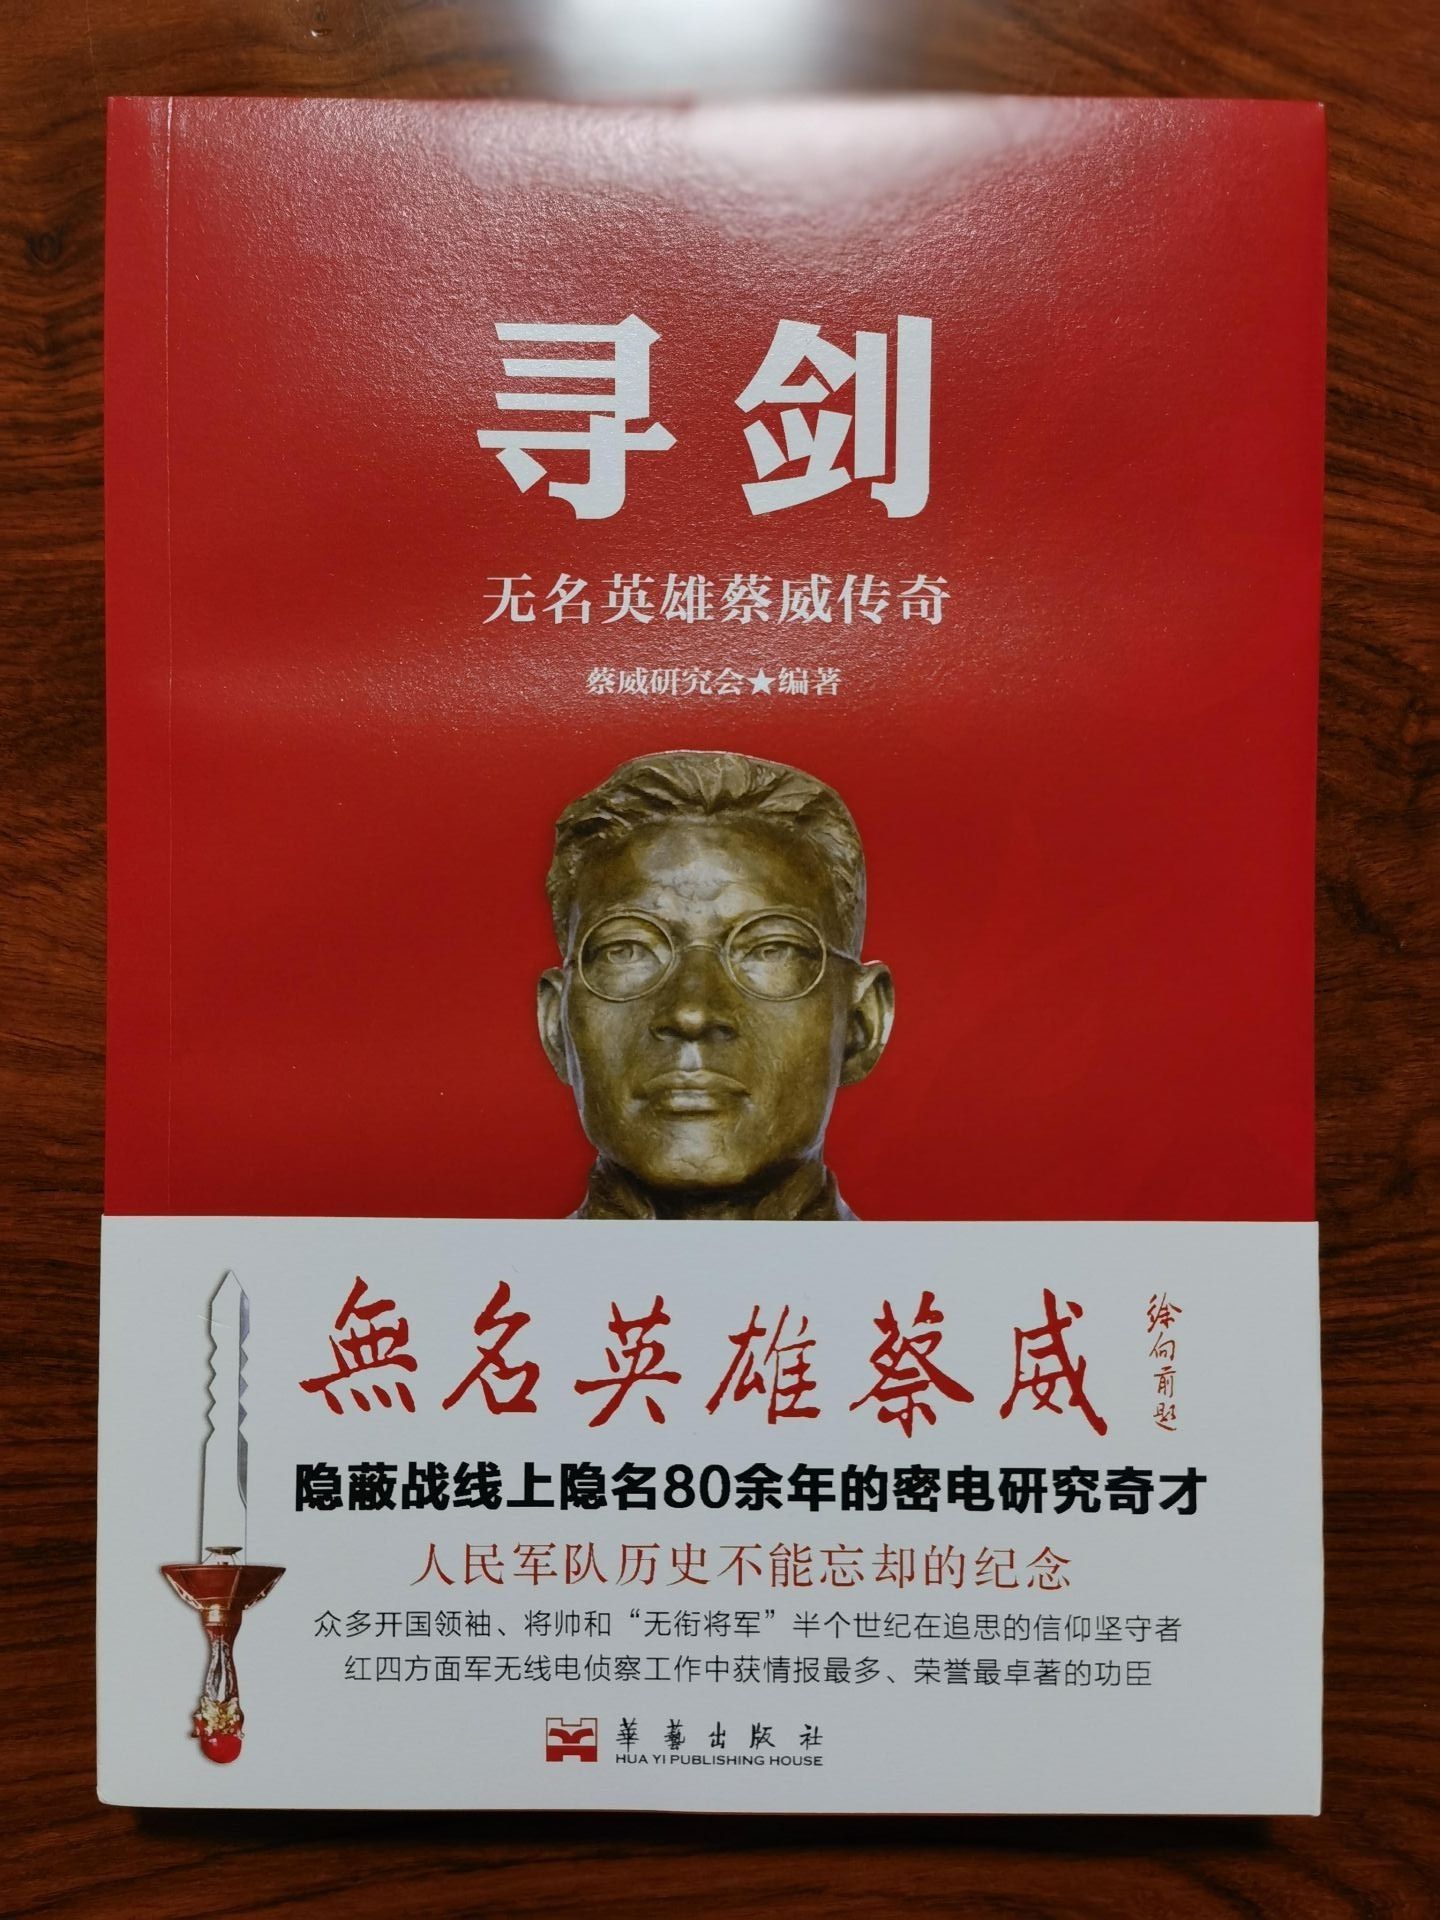 寻剑
无名英雄蔡威传奇
蔡威研究会★编著
無名英雄蔡威
徐向前题
隐蔽战线上隐名80余年的密电研究奇才
人民军队历史不能忘却的纪念
众多开国领袖、将帅和“无衔将军”半个世纪在追思的信仰坚守者
红四方面军无线电侦察工作中获情报最多、荣誉最卓著的功臣
華藝出版社
HUA YI PUBLISHING HOUSE